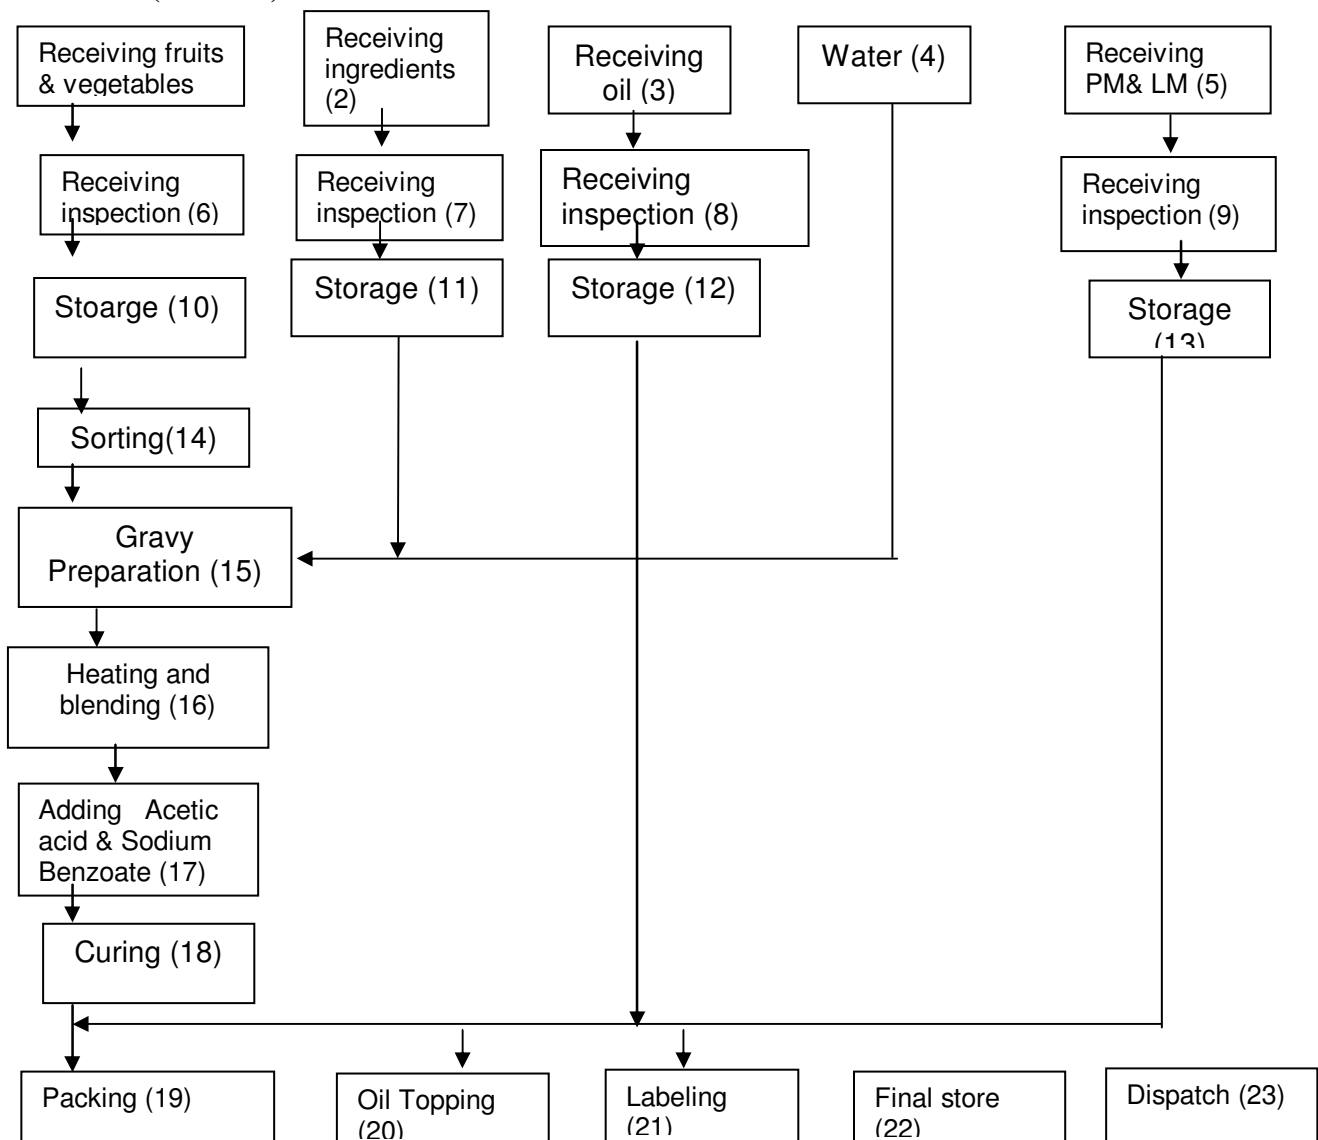 Receiving fruits
& vegetables
Receiving
ingredients
(2)
Receiving
oil (3)
Water (4)
Receiving
PM& LM (5)
Receiving
inspection (6)
Receiving
inspection (7)
Receiving
inspection (8)
Receiving
inspection (9)
Stoarge (10)
Storage (11)
Storage (12)
Storage
(13)
Sorting(14)
Gravy
Preparation (15)
Heating and
blending (16)
Adding Acetic
acid & Sodium
Benzoate (17)
Curing (18)
Packing (19)
Oil Topping
(20)
Labeling
(21)
Final store
(22)
Dispatch (23)